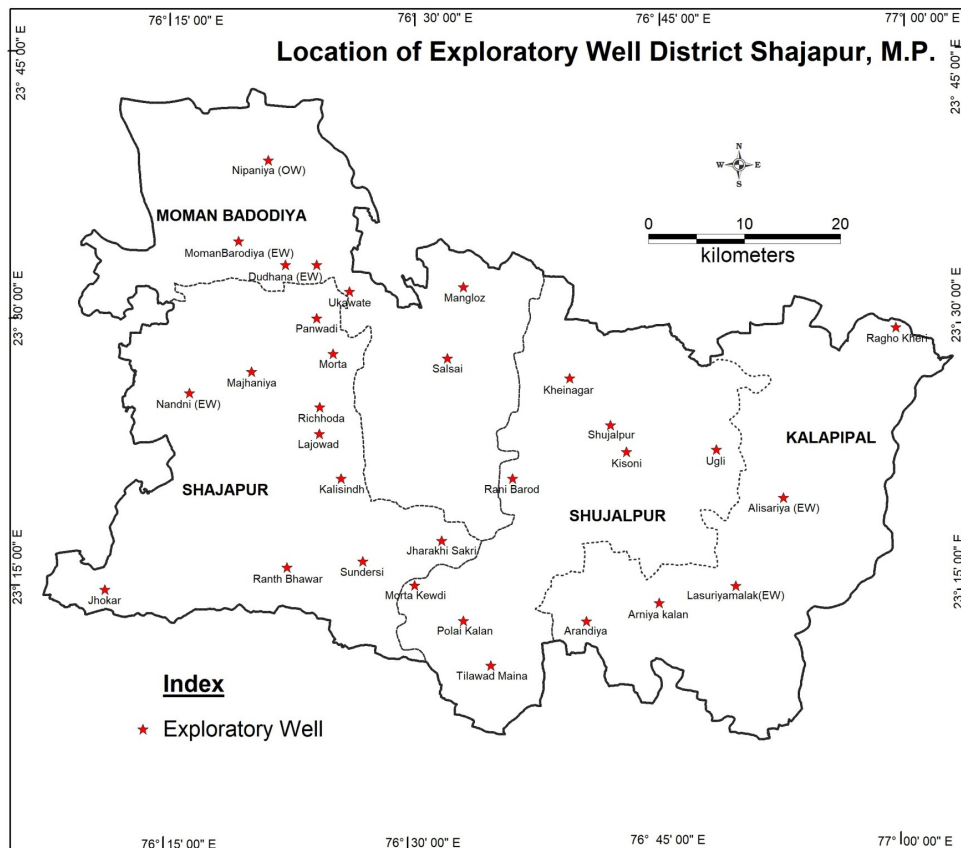 76° 15' 00" E
76° 30' 00" E
76° 45' 00" E
77° 00' 00" E
23° 45' 00" E
Location of Exploratory Well District Shajapur, M.P.
23° 45' 00" E
N
W E
S
Nipaniya (OW)
MOMAN BADODIYA
0 10 20
kilometers
MomanBarodiya (EW)
Dudhana (EW)
Ukawate
Mangloz
23° 30' 00" E
23° 30' 00" E
Panwadi
Ragho Kheri
Morta
Salsai
Majhaniya
Kheinagar
Nandni (EW)
Richhoda
Lajowad
Shujalpur
KALAPIPAL
Kisoni
Ugli
Kalisindh
Rani Barod
SHAJAPUR
Alisariya (EW)
SHUJALPUR
Jharakhi Sakri
23° 15' 00" E
23° 15' 00" E
Sundersi
Ranth Bhawar
Jhokar
Morta Kewdi
Lasuriyamalak(EW)
Arniya kalan
Polai Kalan
Arandiya
Tilawad Maina
Index
Exploratory Well
76° 15' 00" E
76° 30' 00" E
76° 45' 00" E
77° 00' 00" E